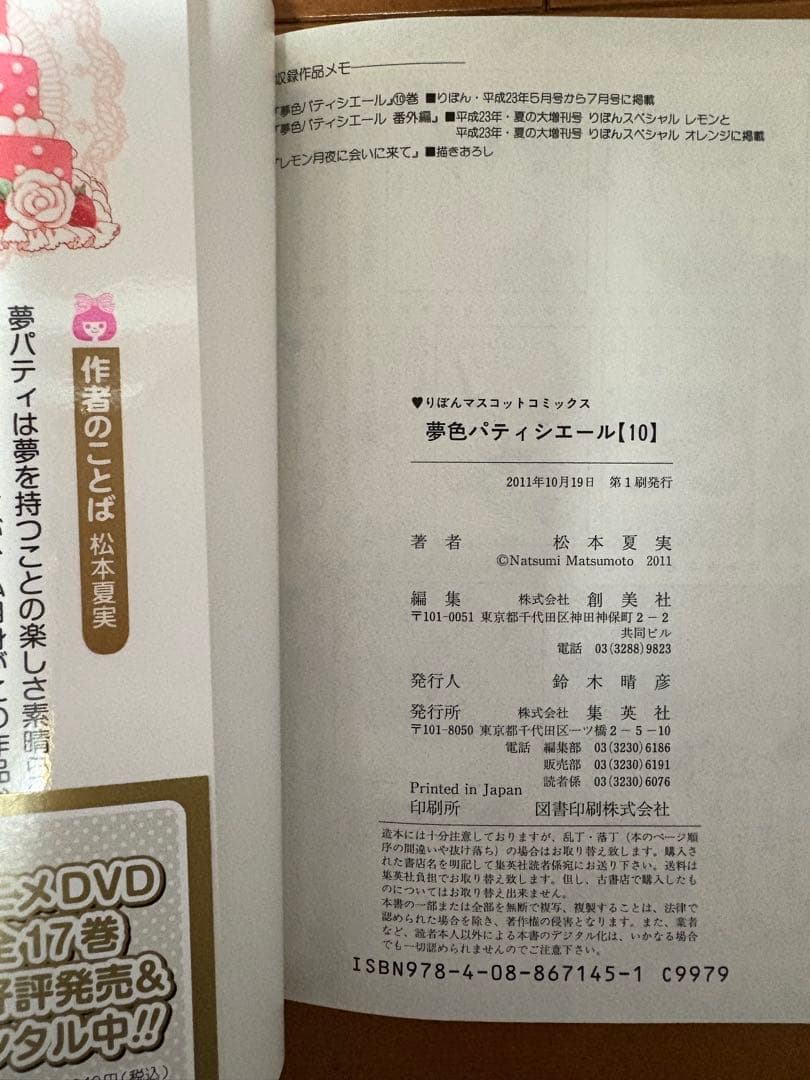 収録作品メモ
『夢色パティシエール』⑩巻 ■りぼん・平成23年5月号から7月号に掲載
『夢色パティシエール 番外編』■平成23年・夏の大増刊号 りぼんスペシャル レモンと
平成23年・夏の大増刊号 りぼんスペシャル オレンジに掲載
『レモン月夜に会いに来て』■描きおろし
♥りぼんマスコットコミックス
夢色パティシエール【10】
2011年10月19日 第1刷発行
著者 松本夏実
©Natsumi Matsumoto 2011
編集 株式会社 創美社
〒101-0051 東京都千代田区神田神保町2-2
共同ビル
電話 03(3288)9823
発行人 鈴木晴彦
発行所 株式会社 集英社
〒101-8050 東京都千代田区一ツ橋2-5-10
電話 編集部 03(3230)6186
販売部 03(3230)6191
読者係 03(3230)6076
Printed in Japan
印刷所 図書印刷株式会社
造本には十分注意しておりますが、乱丁・落丁（本のページ順
序の間違いや抜け落ち）の場合はお取り替え致します。購入さ
れた書店名を明記して集英社読者係宛にお送り下さい。送料は
集英社負担でお取り替え致します。但し、古書店で購入したも
のについてはお取り替え出来ません。
本書の一部または全部を無断で複写、複製することは、法律で
認められた場合を除き、著作権の侵害となります。また、業者
など、読者本人以外による本書のデジタル化は、いかなる場合
でも一切認められませんのでご注意下さい。
ISBN978-4-08-867145-1 C9979
作者のことば 松本夏実
夢パティは夢を持つことの楽しさ素晴
メDVD
全17巻
好評発売&
タル中!!
円(税込)